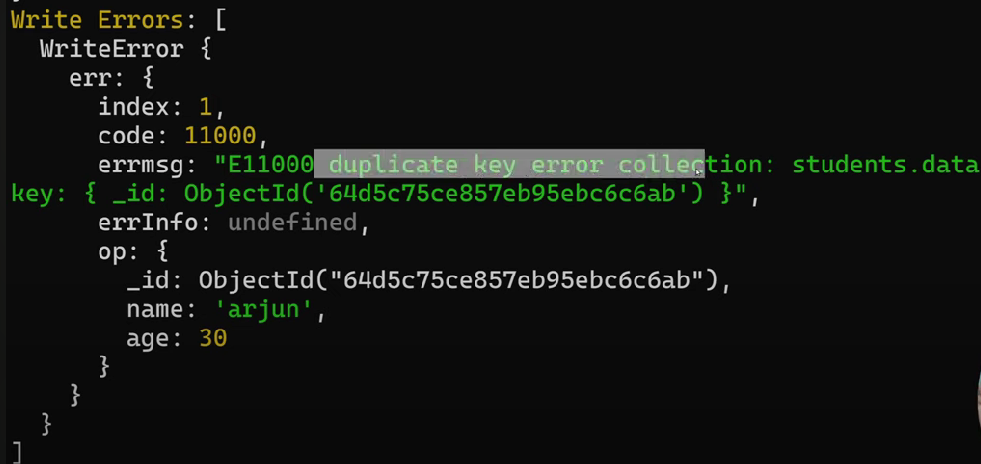 Write Errors: [
WriteError {
err: {
index: 1,
code: 11000,
errmsg: "E11000 duplicate key error collection: students.data
key: { _id: ObjectId('64d5c75ce857eb95ebc6c6ab') }",
errInfo: undefined,
op: {
_id: ObjectId("64d5c75ce857eb95ebc6c6ab"),
name: 'arjun',
age: 30
}
}
}
]